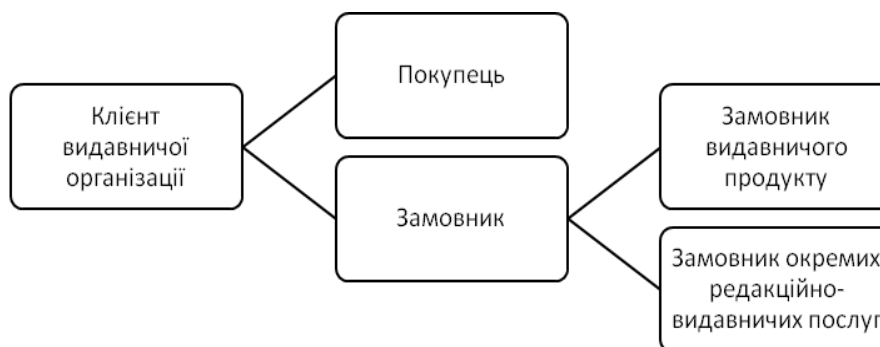 Клієнт
видавничої
організації
Покупець
Замовник
Замовник
видавничого
продукту
Замовник окремих
редакційно-
видавничих послуг